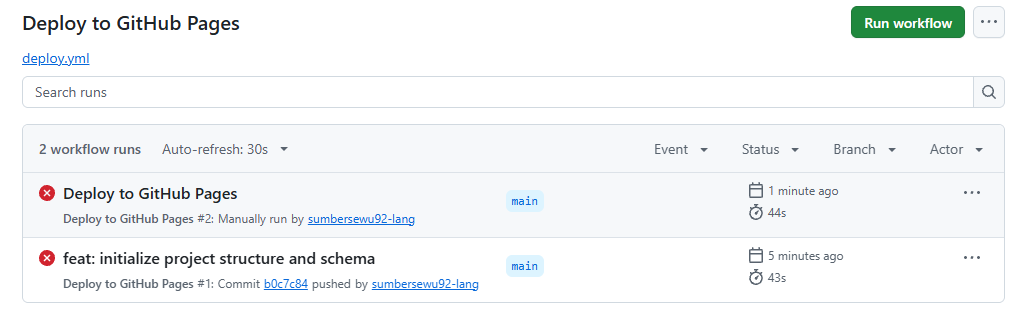 Deploy to GitHub Pages
Run workflow
deploy.yml
Search runs
2 workflow runs Auto-refresh: 30s Event Status Branch Actor
Deploy to GitHub Pages main 1 minute ago
Deploy to GitHub Pages #2: Manually run by sumbersewu92-lang 44s
feat: initialize project structure and schema main 5 minutes ago
Deploy to GitHub Pages #1: Commit b0c7c84 pushed by sumbersewu92-lang 43s